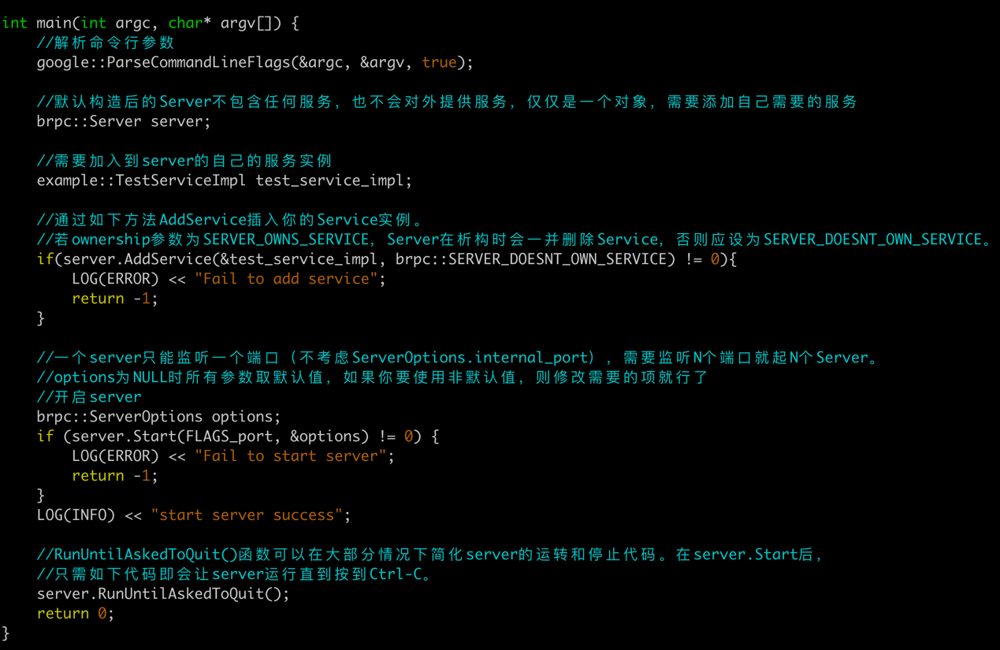 int main(int argc, char* argv[]) {
    //解析命令行参数
    google::ParseCommandLineFlags(&argc, &argv, true);

    //默认构造后的Server不包含任何服务，也不会对外提供服务，仅仅是一个对象，需要添加自己需要的服务
    brpc::Server server;

    //需要加入到server的自己的服务实例
    example::TestServiceImpl test_service_impl;

    //通过如下方法AddService插入你的Service实例。
    //若ownership参数为SERVER_OWNS_SERVICE，Server在析构时会一并删除Service，否则应设为SERVER_DOESNT_OWN_SERVICE。
    if(server.AddService(&test_service_impl, brpc::SERVER_DOESNT_OWN_SERVICE) != 0){
        LOG(ERROR) << "Fail to add service";
        return -1;
    }

    //一个server只能监听一个端口（不考虑ServerOptions.internal_port），需要监听N个端口就起N个Server。
    //options为NULL时所有参数取默认值，如果你要使用非默认值，则修改需要的项就行了
    //开启server
    brpc::ServerOptions options;
    if (server.Start(FLAGS_port, &options) != 0) {
        LOG(ERROR) << "Fail to start server";
        return -1;
    }
    LOG(INFO) << "start server success";

    //RunUntilAskedToQuit()函数可以在大部分情况下简化server的运转和停止代码。在server.Start后，
    //只需如下代码即会让server运行直到按到Ctrl-C。
    server.RunUntilAskedToQuit();
    return 0;
}